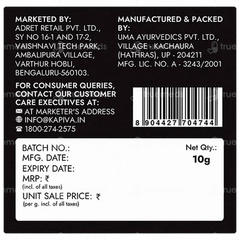 MARKETED BY:
ADRET RETAIL PVT. LTD.,
SY NO 16-1 AND 17-2,
VAISHNAVI TECH PARK,
AMBALIPURA VILLAGE,
VARTHUR HOBLI,
BENGALURU-560103.
MANUFACTURED & PACKED
BY:
UMA AYURVEDICS PVT. LTD.,
VILLAGE - KACHAURA
(HATHRAS), UP - 204213
MFG. LIC. NO. A - 3243/2001
FOR CONSUMER QUERIES,
CONTACT OUR CUSTOMER
CARE EXECUTIVES AT:
AT MARKETER'S ADDRESS
INFO@KAPIVA.IN
1800-274-2575
8 904427 704744
BATCH NO.:
MFG. DATE:
EXPIRY DATE:
MRP: ₹
(incl. of all taxes)
UNIT SALE PRICE: ₹
(per g incl. of all taxes)
Net Qty.:
10g